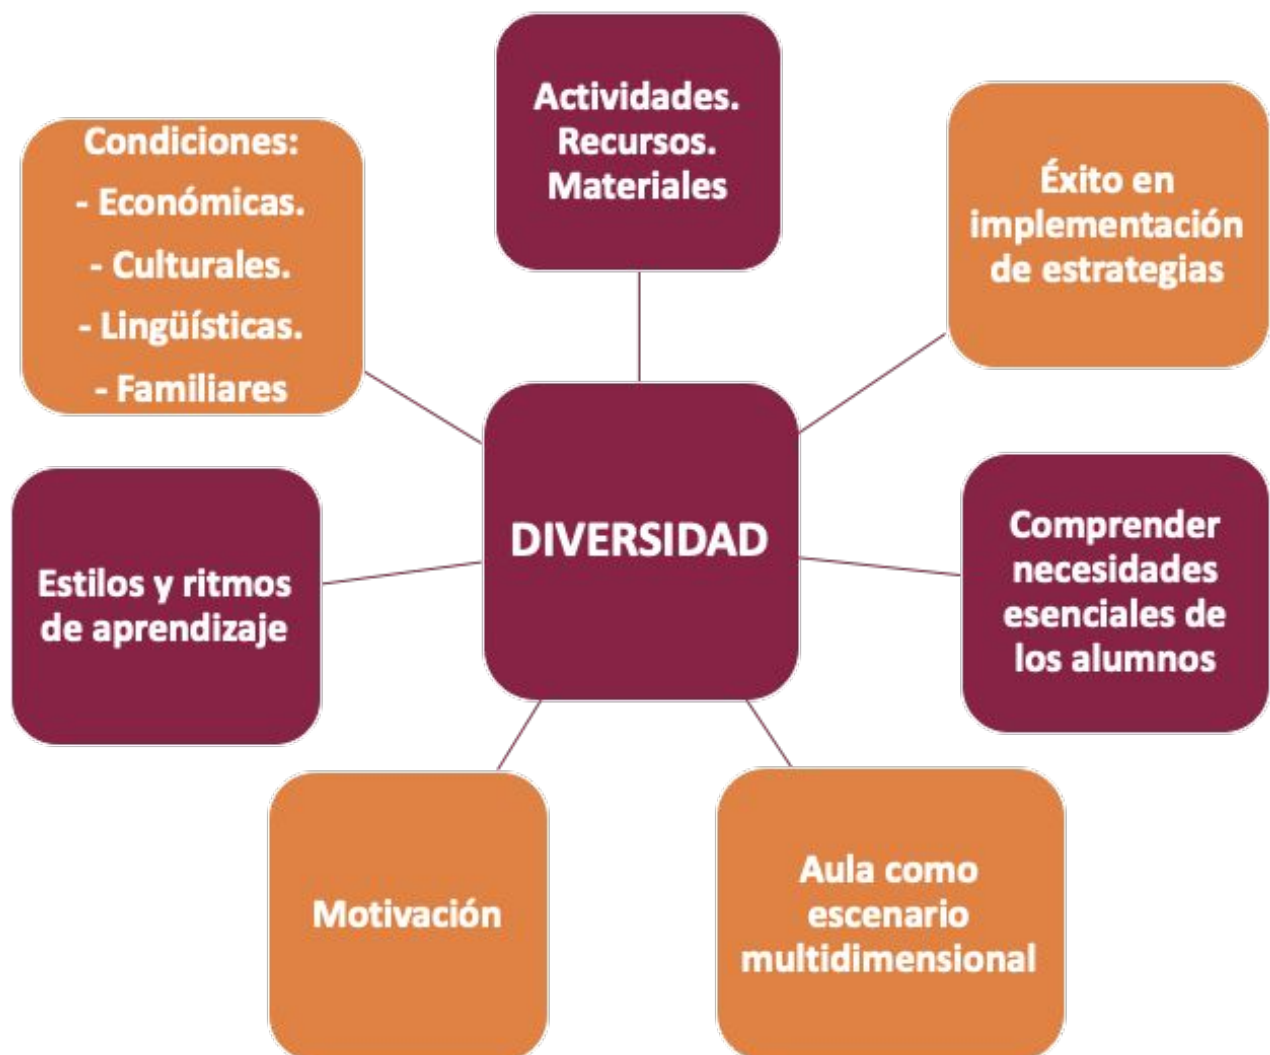 Actividades.
Recursos.
Materiales
Éxito en
implementación
de estrategias
Comprender
necesidades
esenciales de
los alumnos
Aula como
escenario
multidimensional
Motivación
Estilos y ritmos
de aprendizaje
Condiciones:
- Económicas.
- Culturales.
- Lingüísticas.
- Familiares
DIVERSIDAD